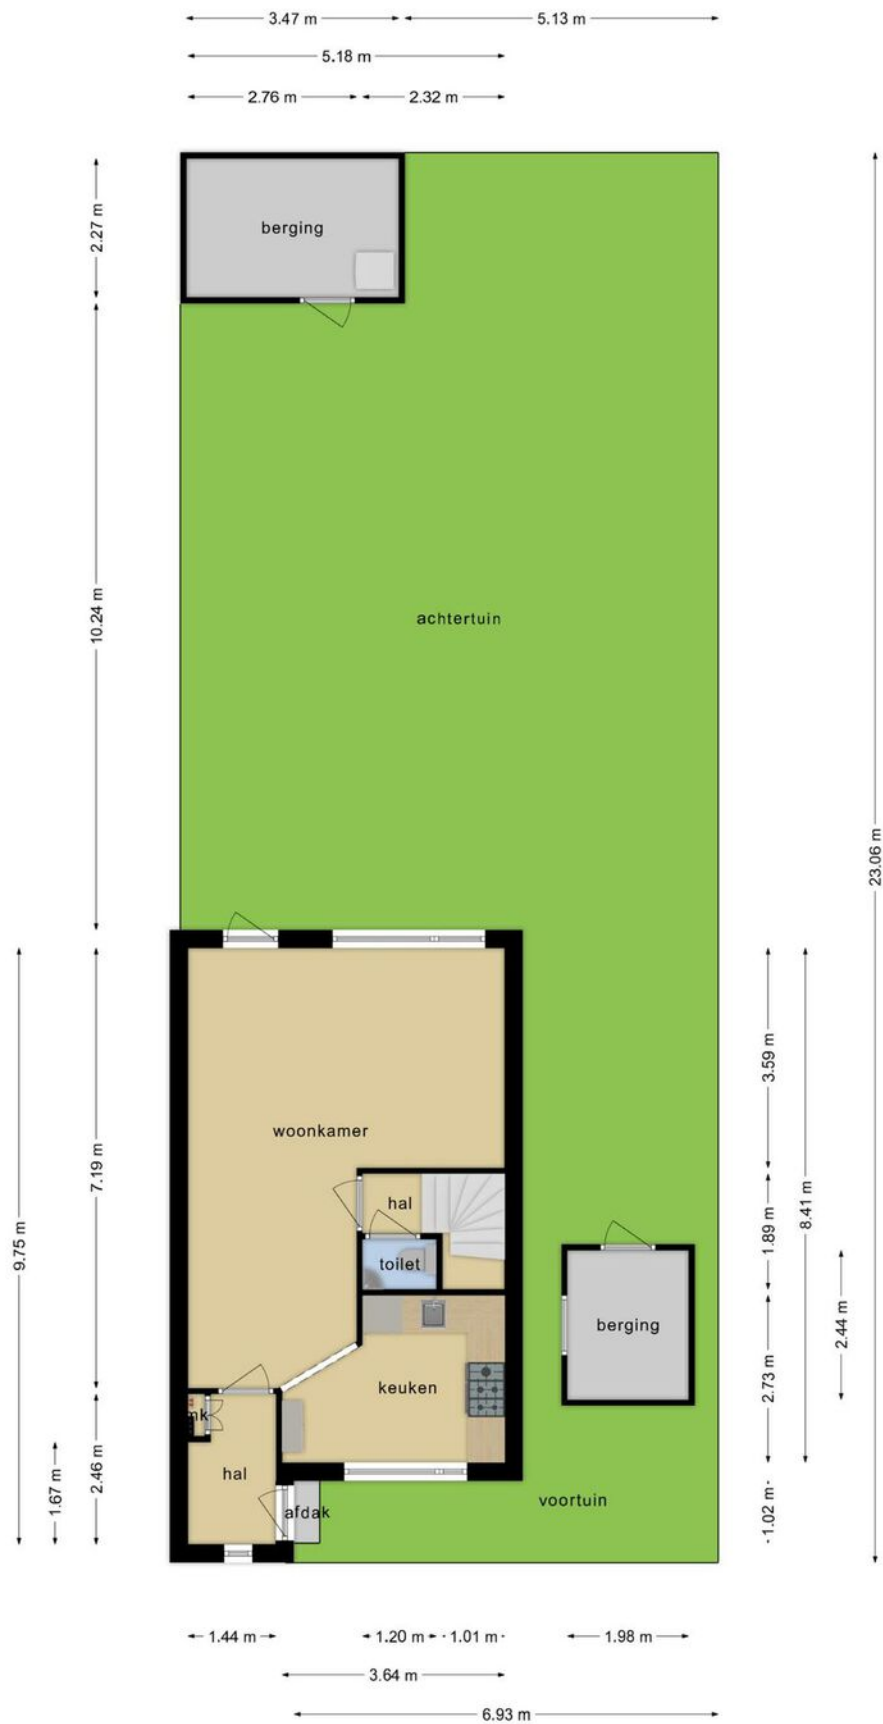 3.47 m 5.13 m
5.18 m
2.76 m 2.32 m
berging
2.27 m
10.24 m
achtertuin
23.06 m
3.59 m
woonkamer
7.19 m
8.41 m
9.75 m
hal
1.89 m
toilet
berging
2.44 m
2.73 m
keuken
mk
hal
2.46 m
1.67 m
afdak
voortuin
1.02 m
1.44 m 1.20 m 1.01 m 1.98 m
3.64 m
6.93 m